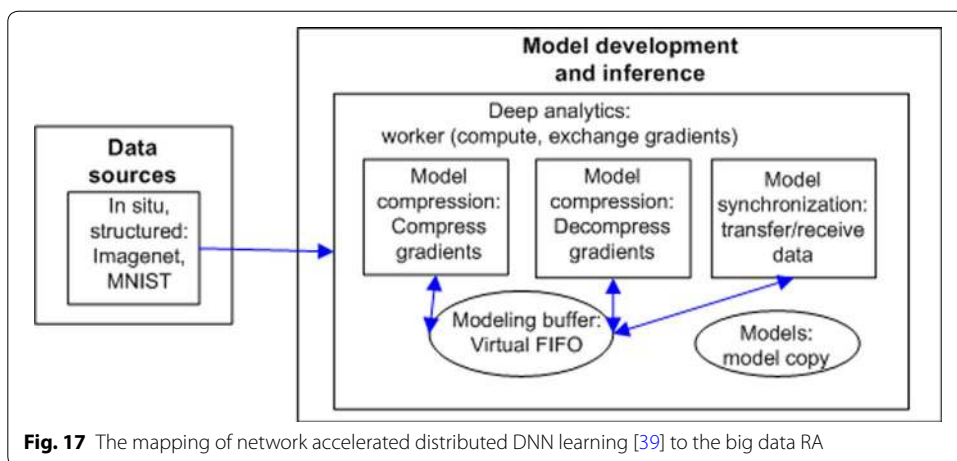 Model development
and inference
Deep analytics:
worker (compute, exchange gradients)
Data
sources
In situ,
structured:
Imagenet,
MNIST
Model
compression:
Compress
gradients
Model
compression:
Decompress
gradients
Model
synchronization:
transfer/receive
data
Modeling buffer:
Virtual FIFO
Models:
model copy
Fig. 17 The mapping of network accelerated distributed DNN learning [39] to the big data RA